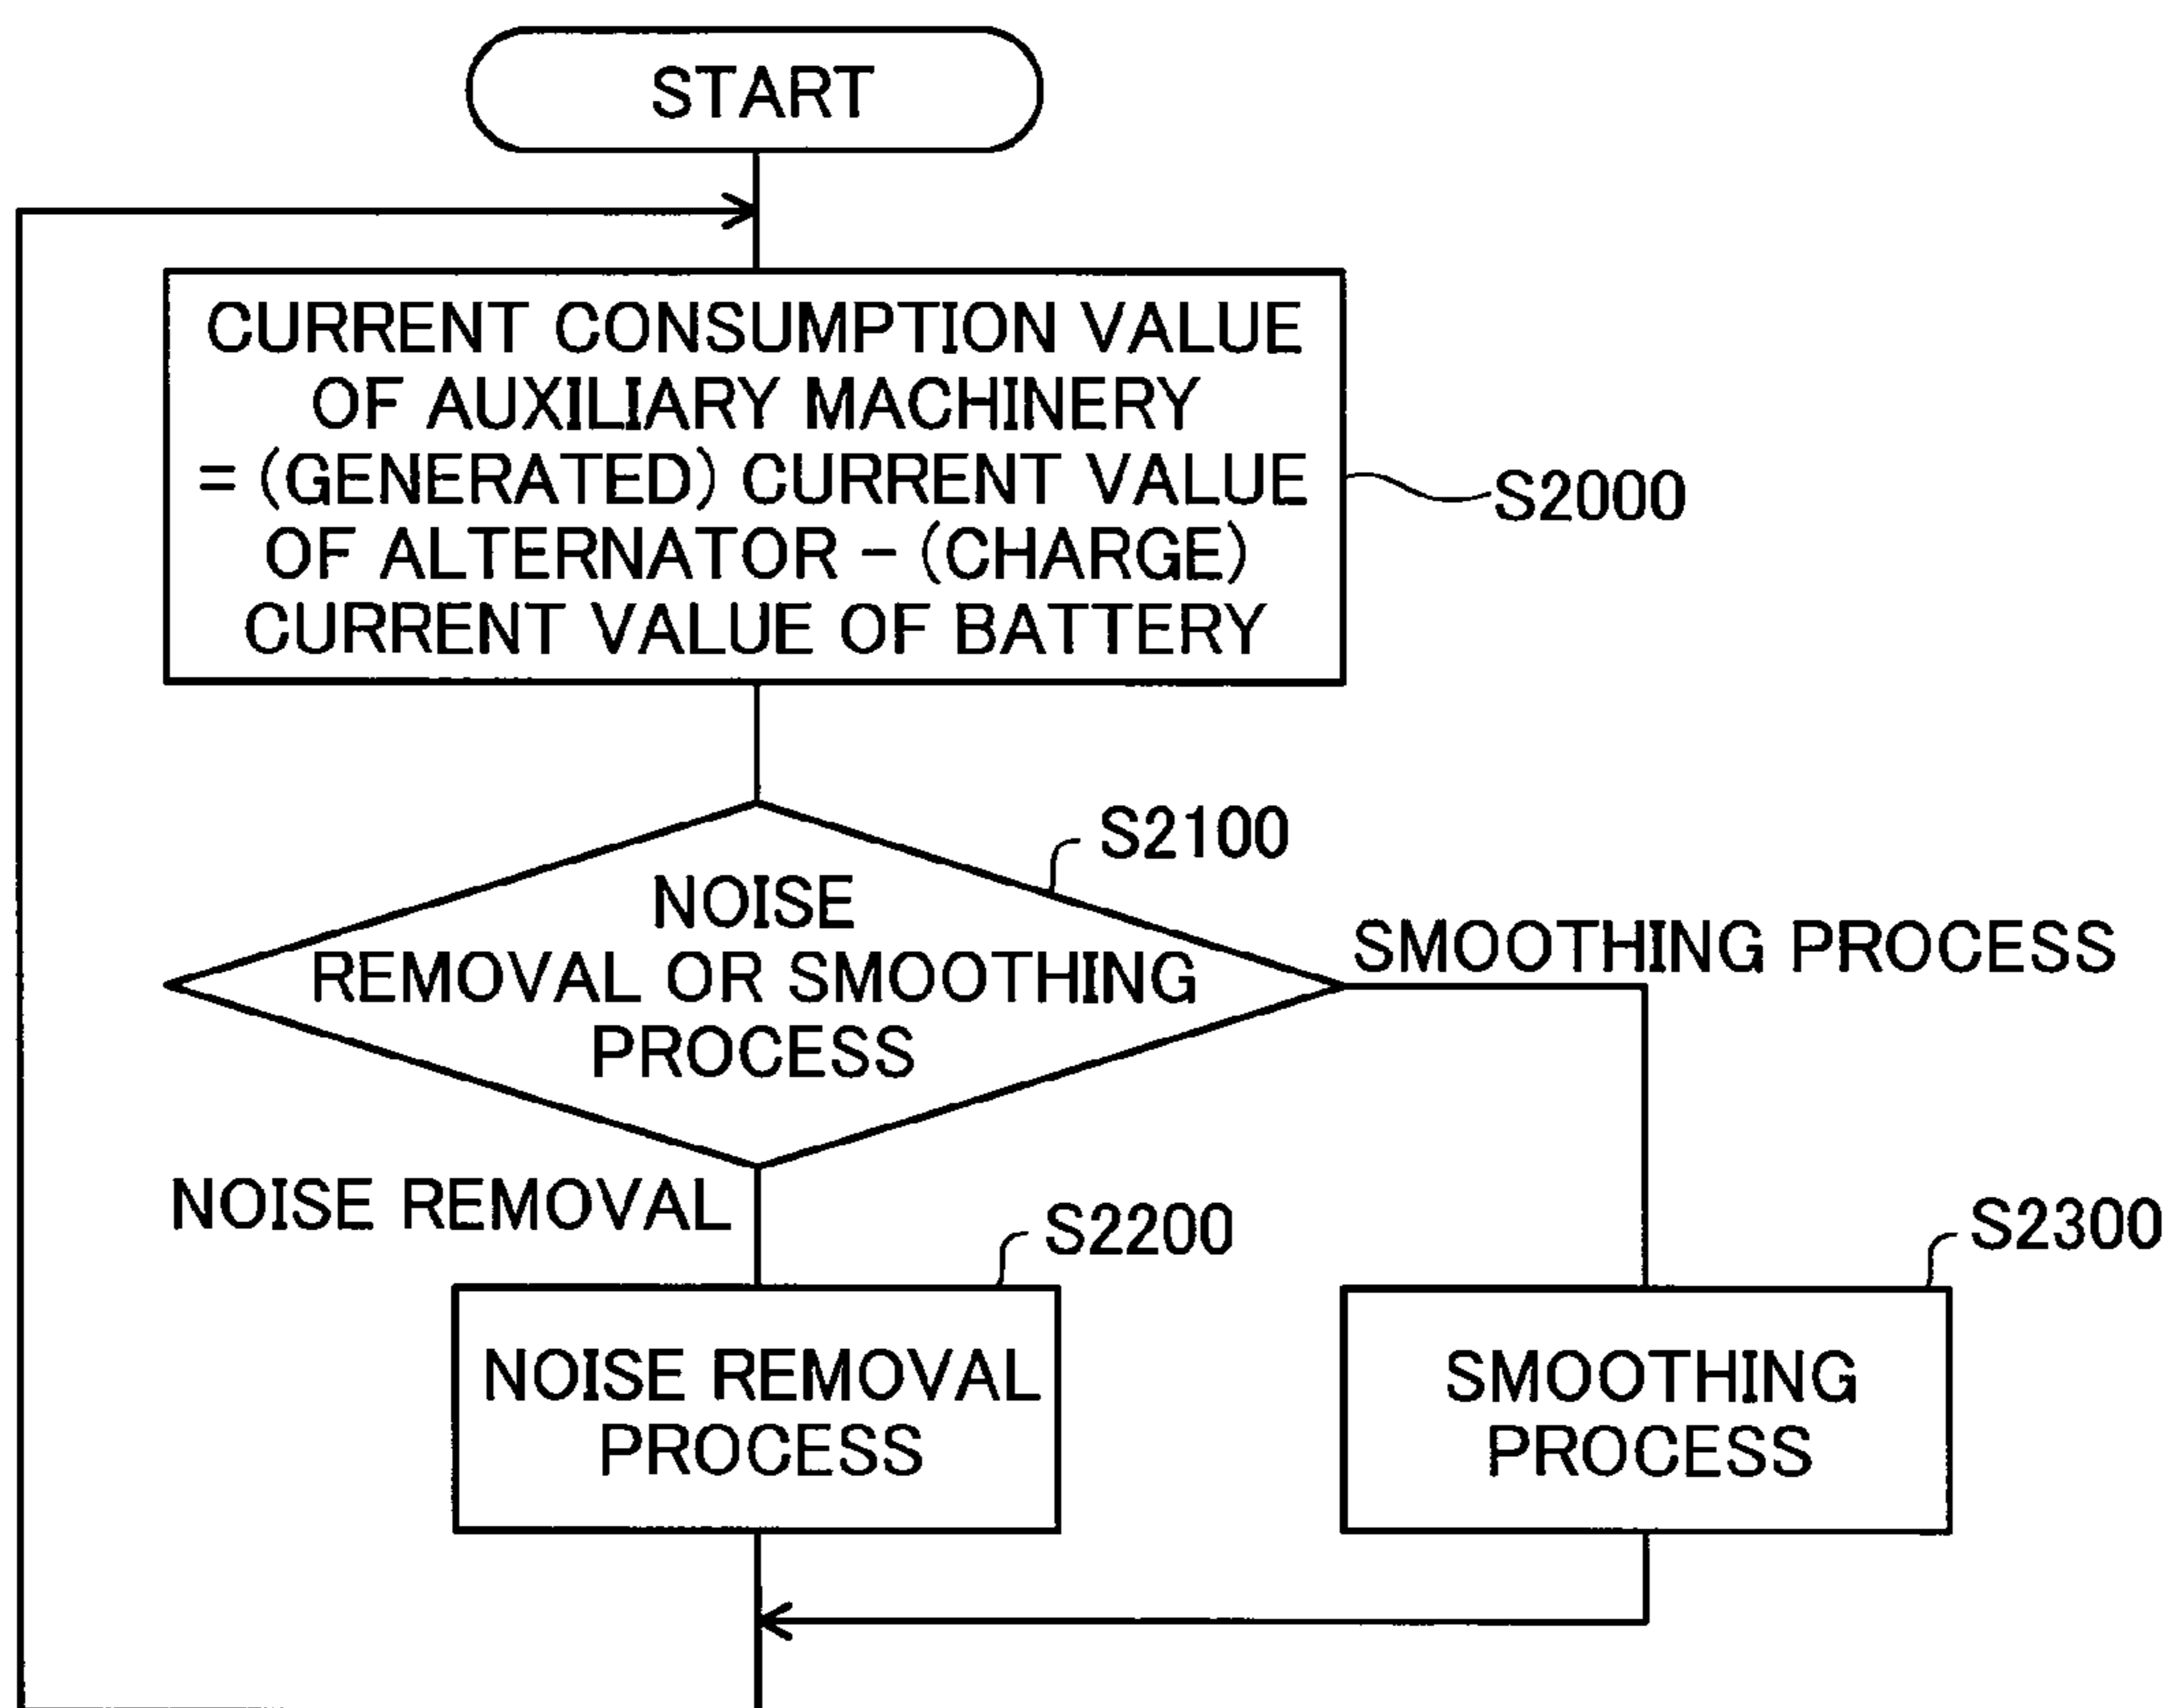 START
CURRENT CONSUMPTION VALUE
OF AUXILIARY MACHINERY
= (GENERATED) CURRENT VALUE
OF ALTERNATOR - (CHARGE)
CURRENT VALUE OF BATTERY
S2000
S2100
NOISE
REMOVAL OR SMOOTHING
PROCESS
SMOOTHING PROCESS
NOISE REMOVAL
S2200
S2300
NOISE REMOVAL
PROCESS
SMOOTHING
PROCESS